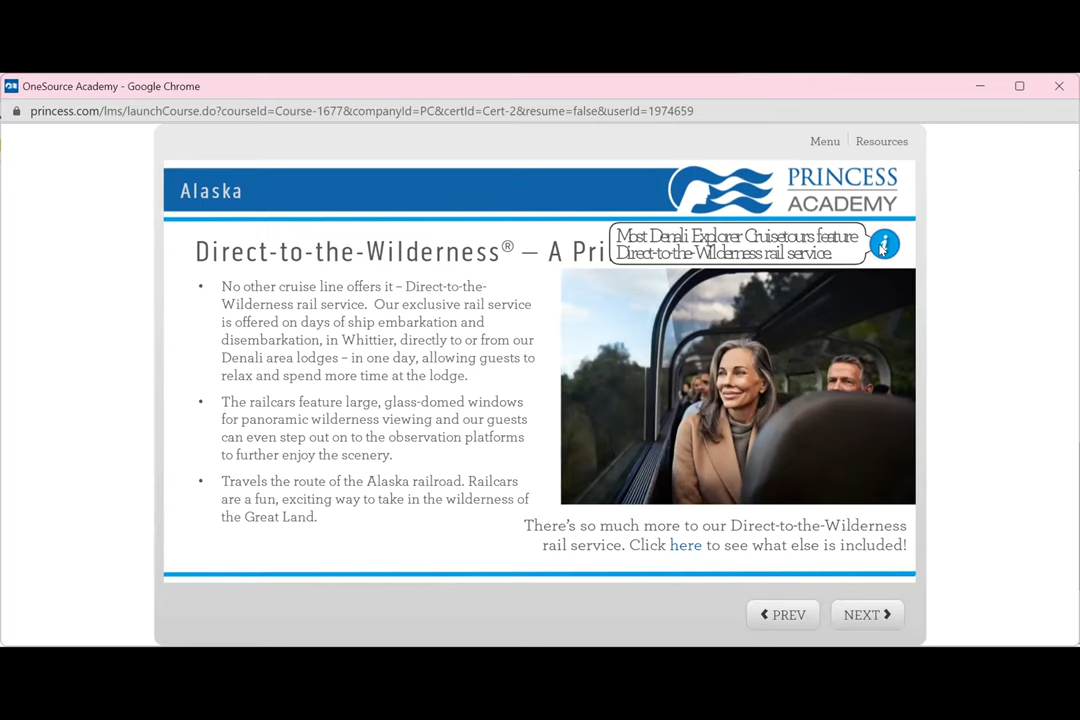 OneSource Academy - Google Chrome
princess.com/lms/launchCourse.do?courseId=Course-1677&companyId=PC&certId=Cert-2&resume=false&userId=1974659
Menu
Resources
Alaska
PRINCESS
ACADEMY
Direct-to-the-Wilderness® – A Pri
Most Denali Explorer Cruisetours feature
Direct-to-the-Wilderness rail service.
i
• No other cruise line offers it – Direct-to-the-
Wilderness rail service. Our exclusive rail service
is offered on days of ship embarkation and
disembarkation, in Whittier, directly to or from our
Denali area lodges – in one day, allowing guests to
relax and spend more time at the lodge.
• The railcars feature large, glass-domed windows
for panoramic wilderness viewing and our guests
can even step out on to the observation platforms
to further enjoy the scenery.
• Travels the route of the Alaska railroad. Railcars
are a fun, exciting way to take in the wilderness of
the Great Land.
There's so much more to our Direct-to-the-Wilderness
rail service. Click here to see what else is included!
PREV
NEXT